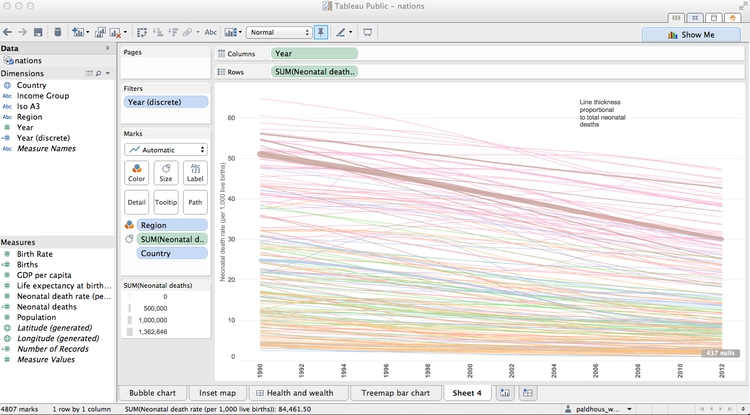 Tableau Public - nations
Abc
Normal
Show Me
Data
nations
Dimensions
Country
Abc Income Group
Abc Iso A3
Abc Region
Year
Year (discrete)
Abc Measure Names
Measures
Birth Rate
Births
GDP per capita
Life expectancy at birth...
Neonatal death rate (pe...
Neonatal deaths
Population
Latitude (generated)
Longitude (generated)
Number of Records
Measure Values
Pages
Filters
Year (discrete)
Marks
Automatic
Color
Size
Abc
123
Label
Detail
Tooltip
Path
Region
SUM(Neonatal d..
Country
SUM(Neonatal deaths)
0
500,000
1,000,000
1,362,646
Columns
Year
Rows
SUM(Neonatal death..
Line thickness
proportional
to total neonatal
deaths
Neonatal death rate (per 1,000 live births)
60
50
40
30
20
10
0
1990
1992
1994
1996
1998
2000
2002
2004
2006
2008
2010
2012
437 nulls
Bubble chart
Inset map
Health and wealth
Treemap bar chart
Sheet 4
4807 marks
1 row by 1 column
SUM(Neonatal death rate (per 1,000 live births)): 84,461.50
paldhous_w...